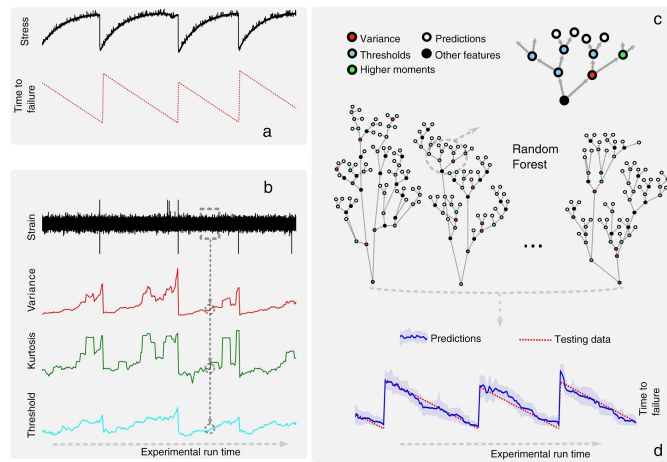 Stress
Time to
failure
a
b
Strain
Variance
Kurtosis
Threshold
Experimental run time
c
Variance
Predictions
Thresholds
Other features
Higher moments
Random
Forest
...
Predictions
Testing data
Time to
failure
Experimental run time
d